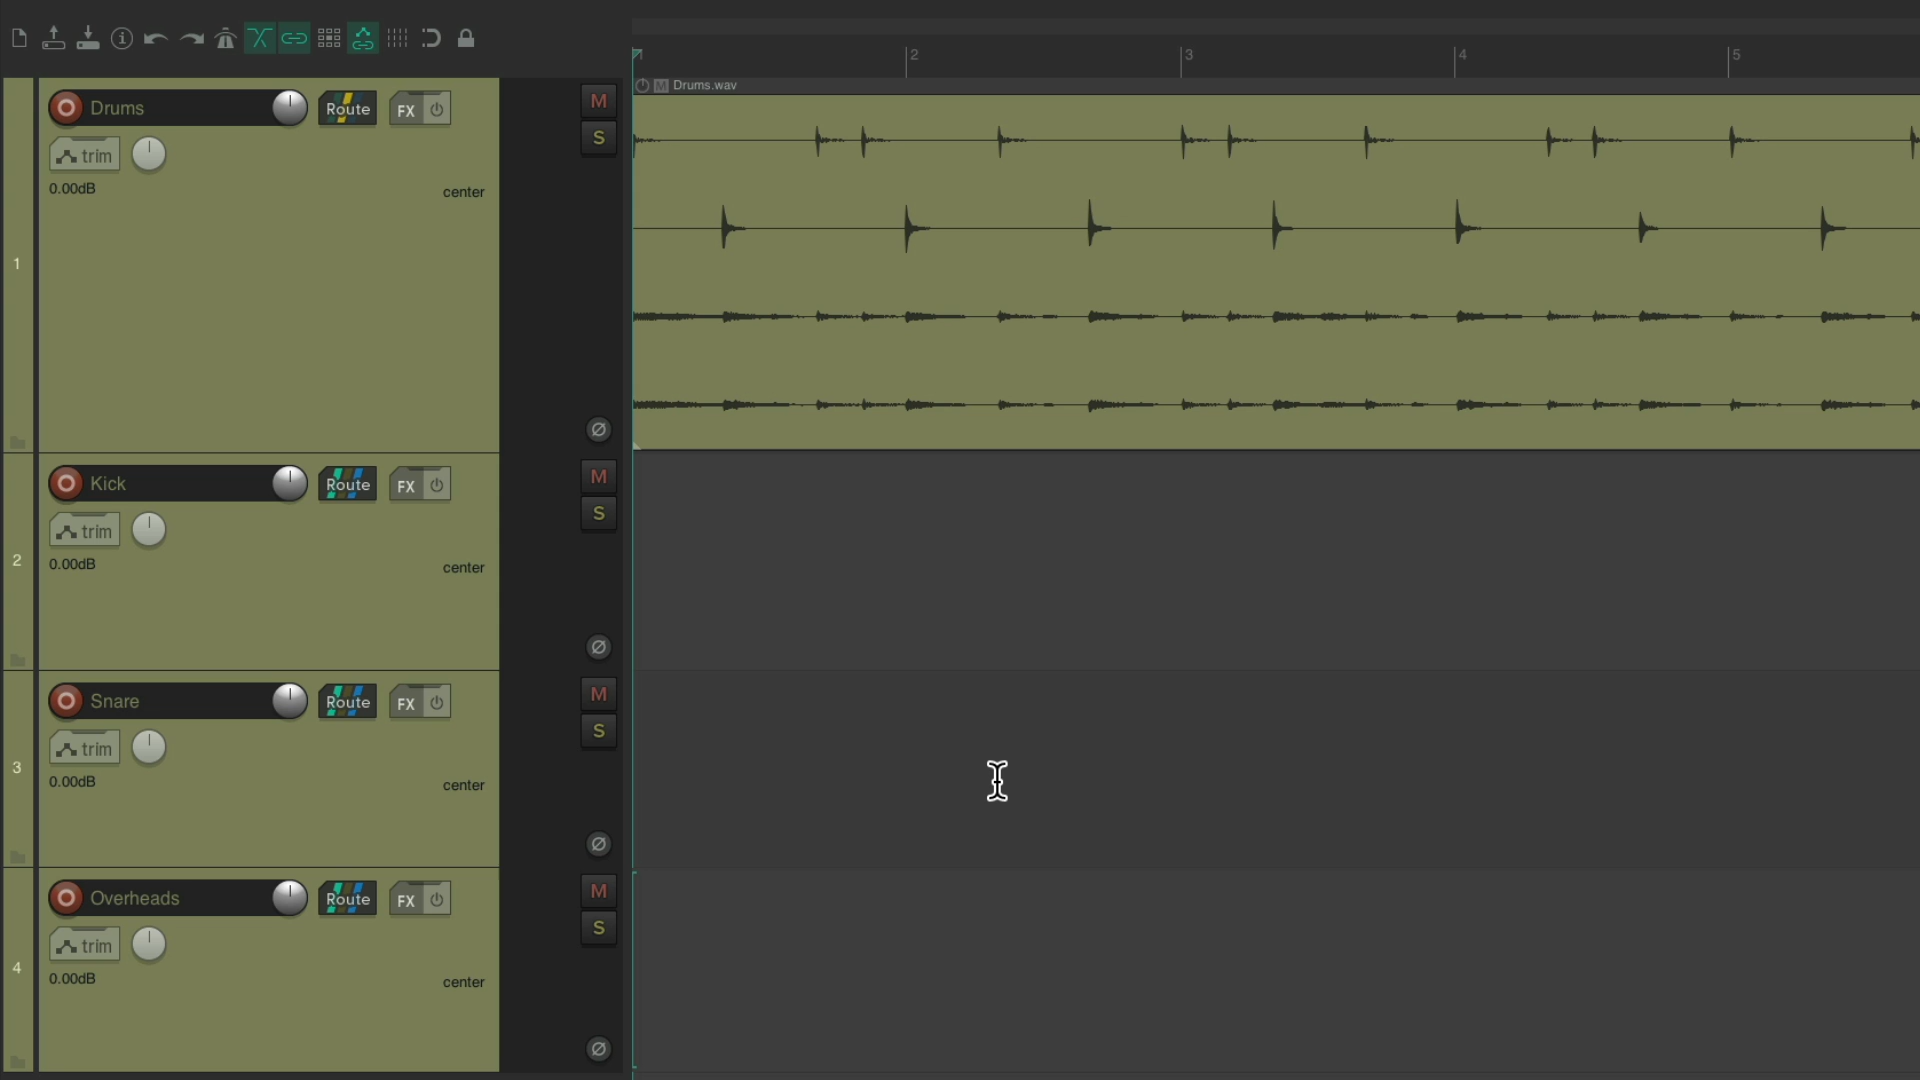 1 2 3 4 5
M Drums.wav
Drums Route FX M
trim S
0.00dB center
1
Kick Route FX M
trim S
0.00dB center
2
Snare Route FX M
trim S
0.00dB center
3
Overheads Route FX M
trim S
0.00dB center
4